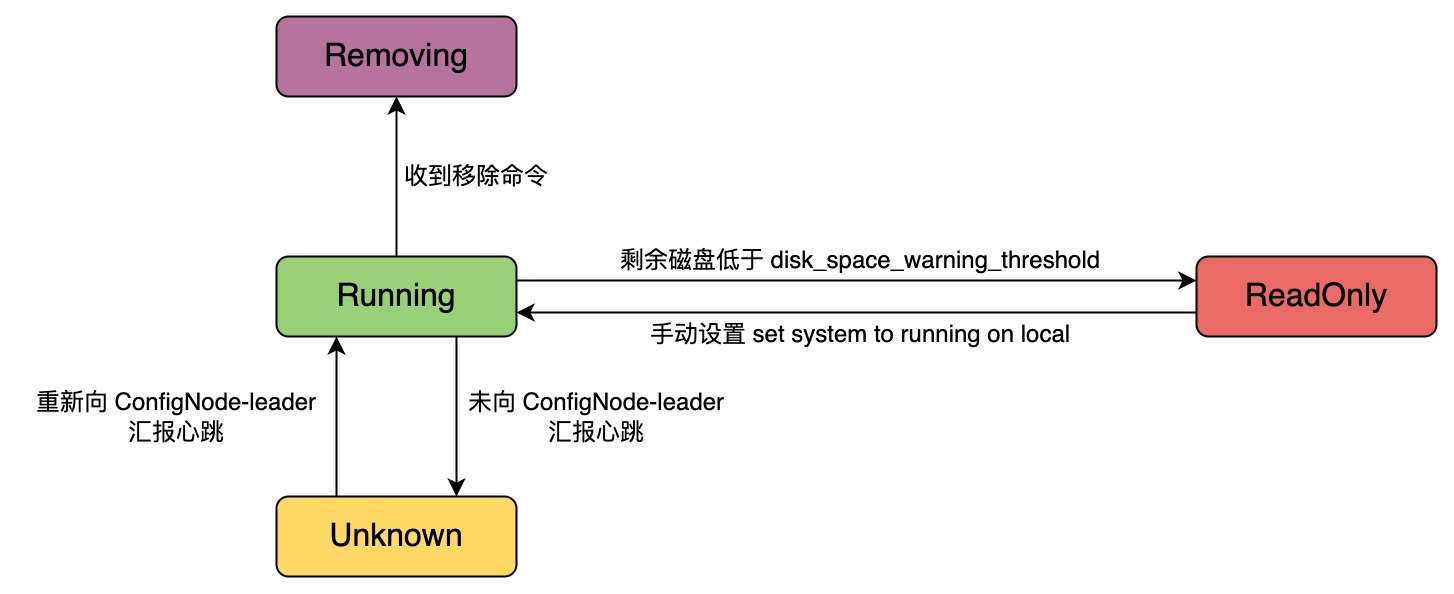 Removing
收到移除命令
剩余磁盘低于 disk_space_warning_threshold
Running
ReadOnly
手动设置 set system to running on local
重新向 ConfigNode-leader
汇报心跳
未向 ConfigNode-leader
汇报心跳
Unknown